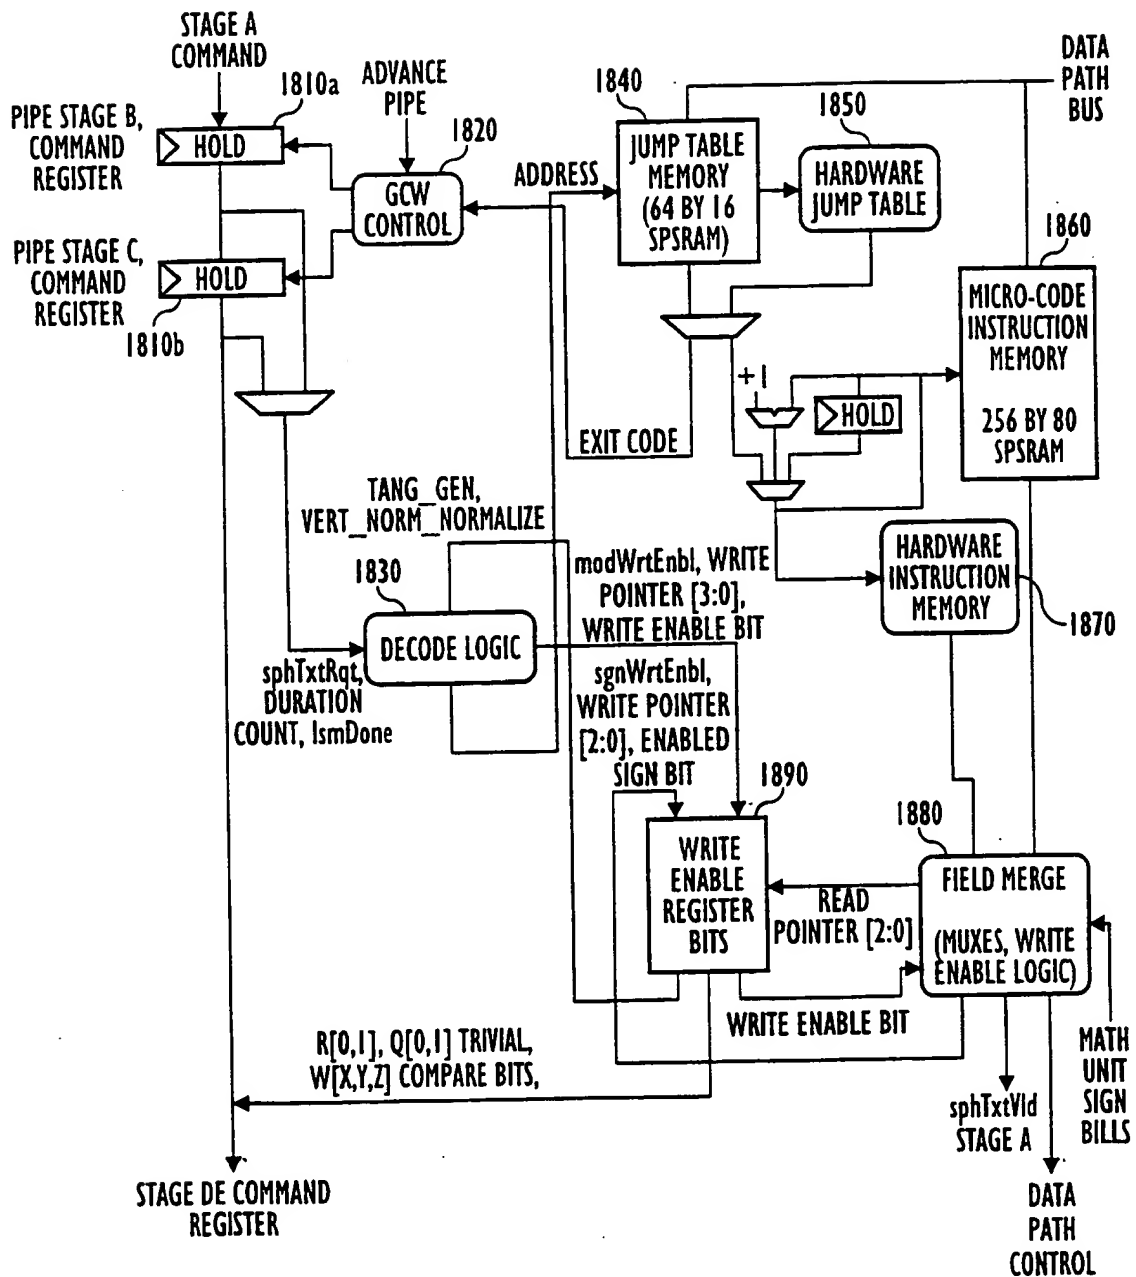 STAGE A
COMMAND
1810a
PIPE STAGE B,
COMMAND
REGISTER
HOLD
ADVANCE
PIPE
1820
GCW
CONTROL
PIPE STAGE C,
COMMAND
REGISTER
HOLD
1810b
1840
JUMP TABLE
MEMORY
(64 BY 16
SPSRAM)
ADDRESS
1850
HARDWARE
JUMP TABLE
DATA
PATH
BUS
1860
MICRO-CODE
INSTRUCTION
MEMORY
256 BY 80
SPSRAM
+1
HOLD
EXIT CODE
TANG_GEN,
VERT_NORM_NORMALIZE
1830
DECODE LOGIC
sphTxtRqt,
DURATION
COUNT, lsmDone
modWrtEnbl, WRITE
POINTER [3:0],
WRITE ENABLE BIT
sgnWrtEnbl,
WRITE POINTER
[2:0], ENABLED
SIGN BIT
HARDWARE
INSTRUCTION
MEMORY
1870
1890
WRITE
ENABLE
REGISTER
BITS
1880
FIELD MERGE
(MUXES, WRITE
ENABLE LOGIC)
READ
POINTER [2:0]
WRITE ENABLE BIT
R[0,1], Q[0,1] TRIVIAL,
W[X,Y,Z] COMPARE BITS,
MATH
UNIT
SIGN
BILLS
sphTxtVld
STAGE A
STAGE DE COMMAND
REGISTER
DATA
PATH
CONTROL